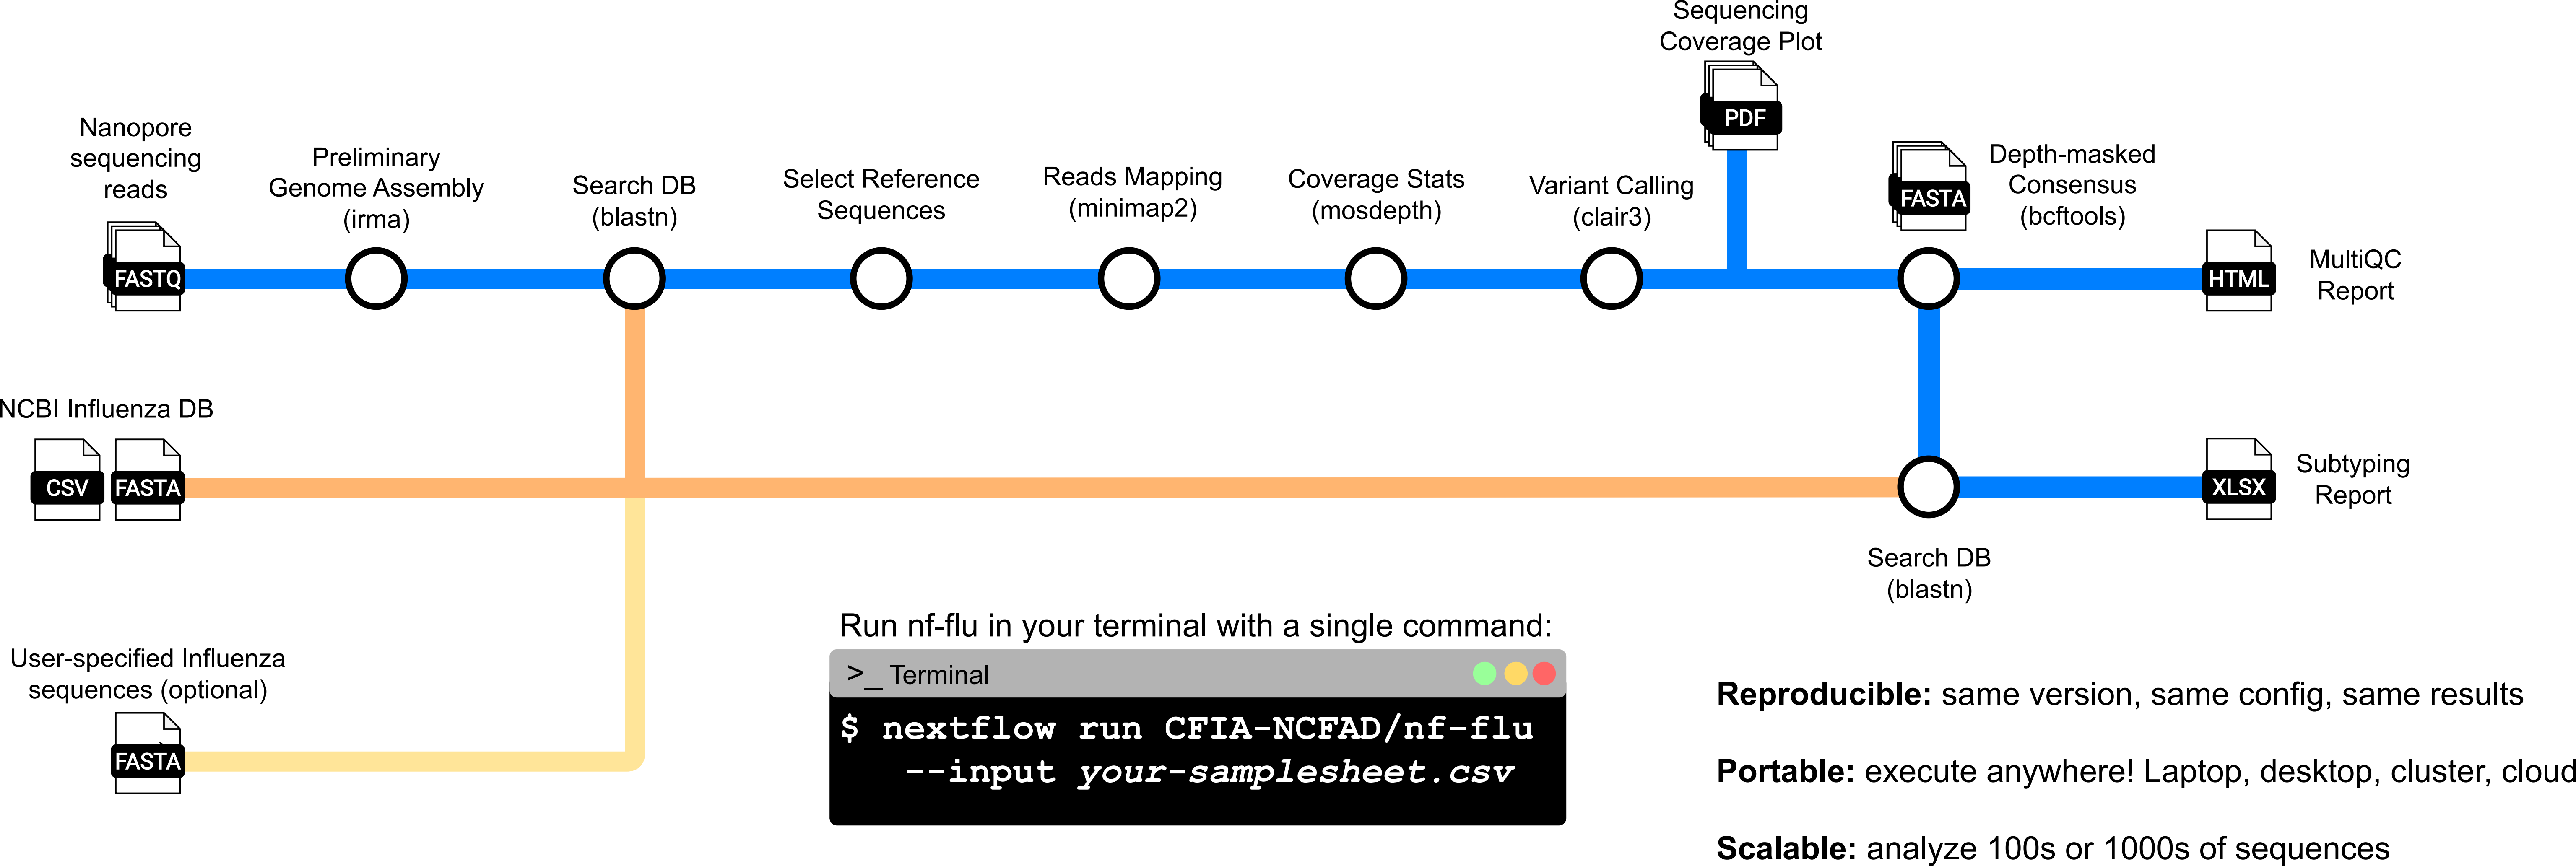 Sequencing
Coverage Plot
PDF
Nanopore
sequencing
reads
FASTQ
Preliminary
Genome Assembly
(irma)
Search DB
(blastn)
Select Reference
Sequences
Reads Mapping
(minimap2)
Coverage Stats
(mosdepth)
Variant Calling
(clair3)
FASTA
Depth-masked
Consensus
(bcftools)
HTML
MultiQC
Report
NCBI Influenza DB
CSV
FASTA
XLSX
Subtyping
Report
Search DB
(blastn)
User-specified Influenza
sequences (optional)
FASTA
Run nf-flu in your terminal with a single command:
>_ Terminal
$ nextflow run CFIA-NCFAD/nf-flu
--input your-samplesheet.csv
Reproducible: same version, same config, same results
Portable: execute anywhere! Laptop, desktop, cluster, cloud
Scalable: analyze 100s or 1000s of sequences